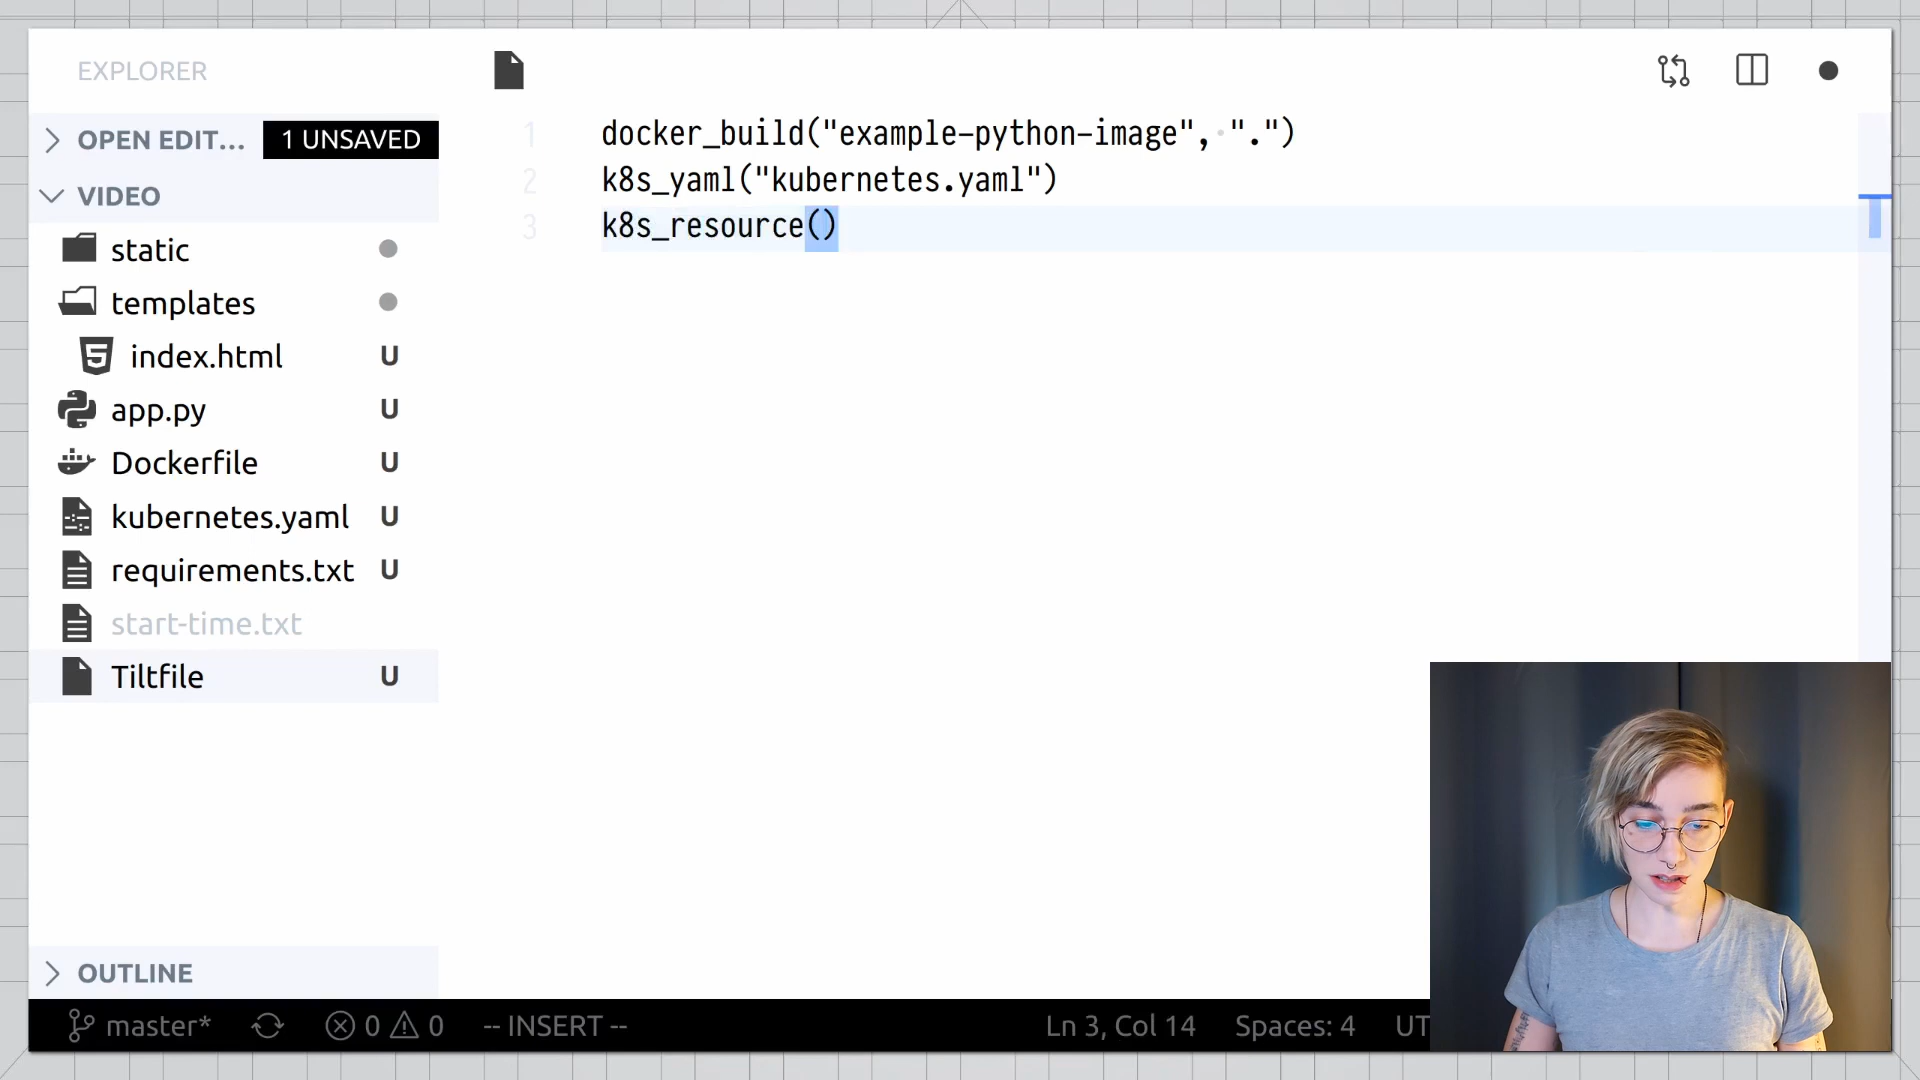 EXPLORER
OPEN EDIT... 1 UNSAVED
VIDEO
static
templates
index.html U
app.py U
Dockerfile U
kubernetes.yaml U
requirements.txt U
start-time.txt
Tiltfile U
OUTLINE
1 docker_build("example-python-image", ".")
2 k8s_yaml("kubernetes.yaml")
3 k8s_resource()
master* 0 0 -- INSERT -- Ln 3, Col 14 Spaces: 4 UT